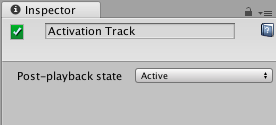 Inspector
Activation Track
Post-playback state Active